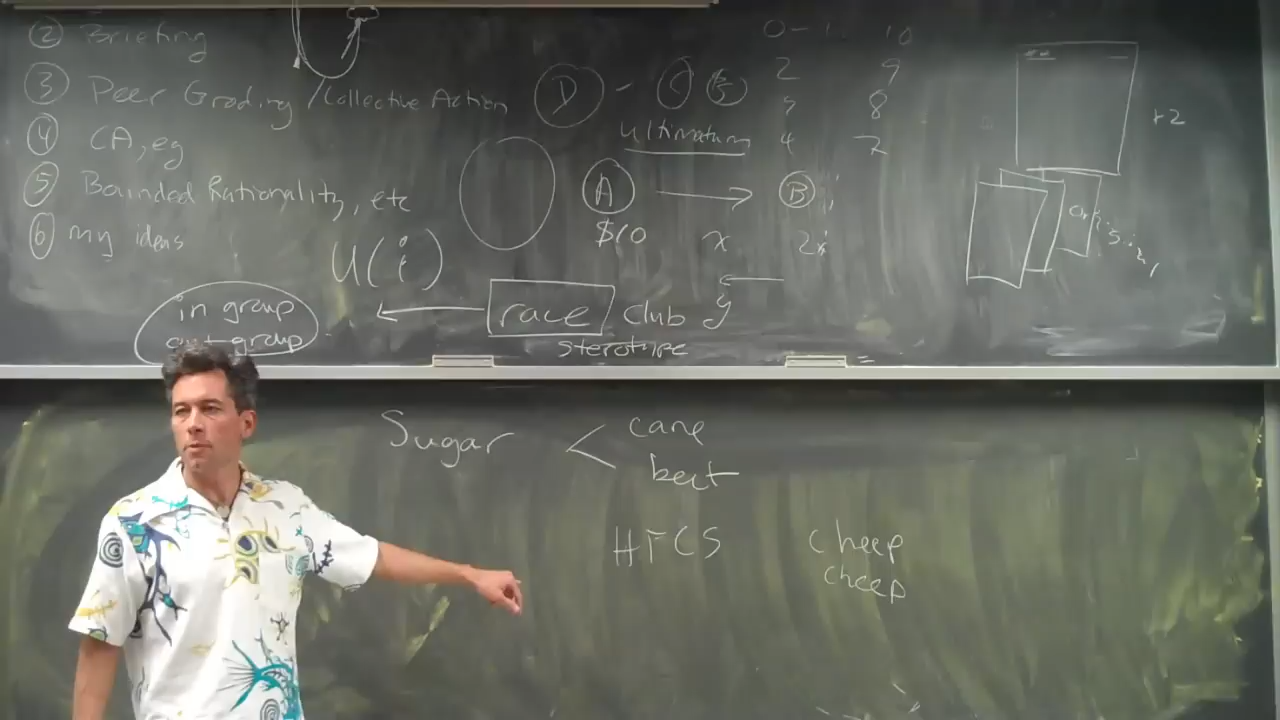 ② Briefing
③ Peer Grading /Collective Action
④ CA, eg
⑤ Bounded Rationality, etc
⑥ my ideas
D - C B
0-1 10
2 9
8
4 7
+2
ultimatum
A → B
$10 x
U(i
in group
out group
race club y
sterotype
Sugar < cane
beet
HFCS cheep
cheep